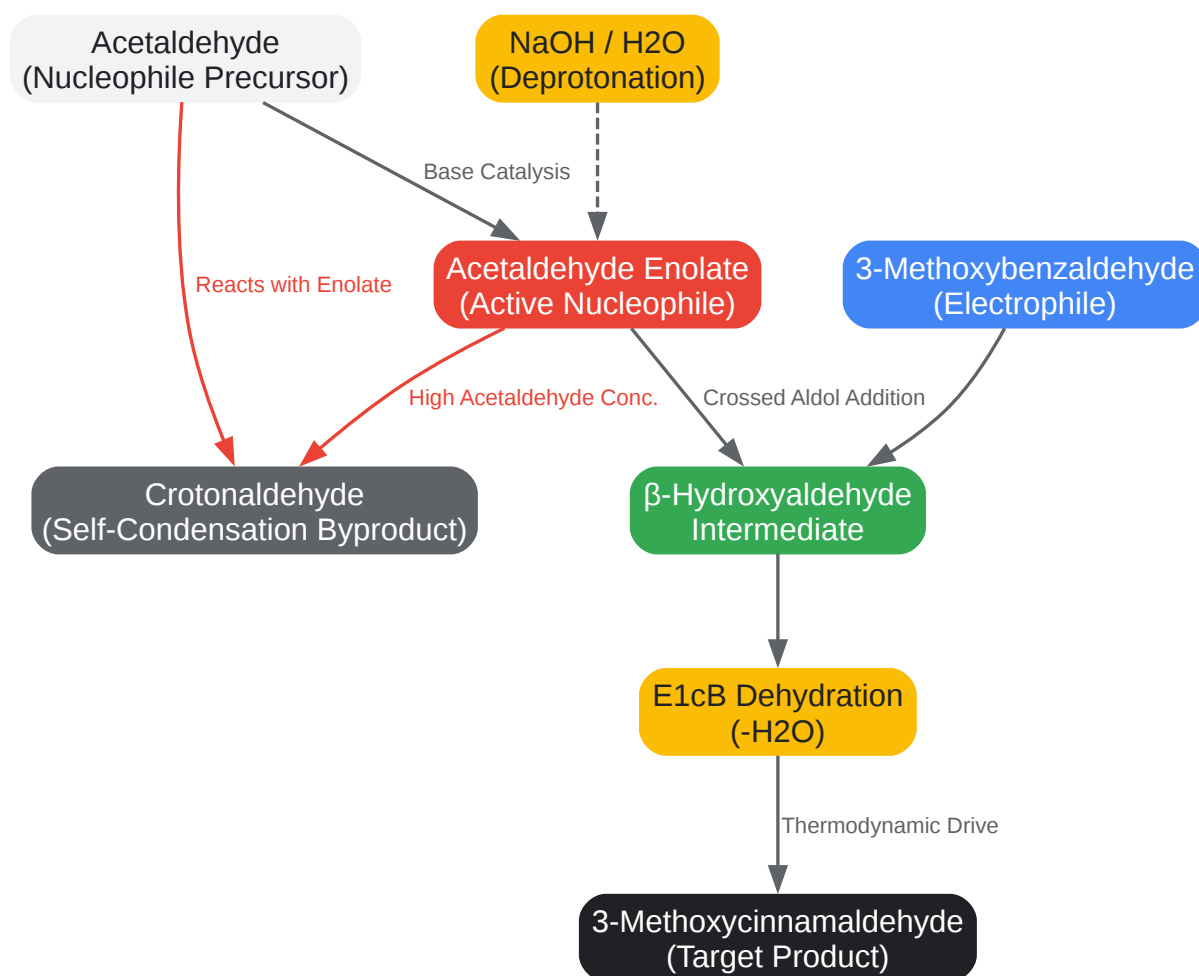 Acetaldehyde
(Nucleophile Precursor)
NaOH / H2O
(Deprotonation)
Base Catalysis
Reacts with Enolate
Acetaldehyde Enolate
(Active Nucleophile)
3-Methoxybenzaldehyde
(Electrophile)
High Acetaldehyde Conc.
Crossed Aldol Addition
Crotonaldehyde
(Self-Condensation Byproduct)
β-Hydroxyaldehyde
Intermediate
E1cB Dehydration
(-H2O)
Thermodynamic Drive
3-Methoxycinnamaldehyde
(Target Product)